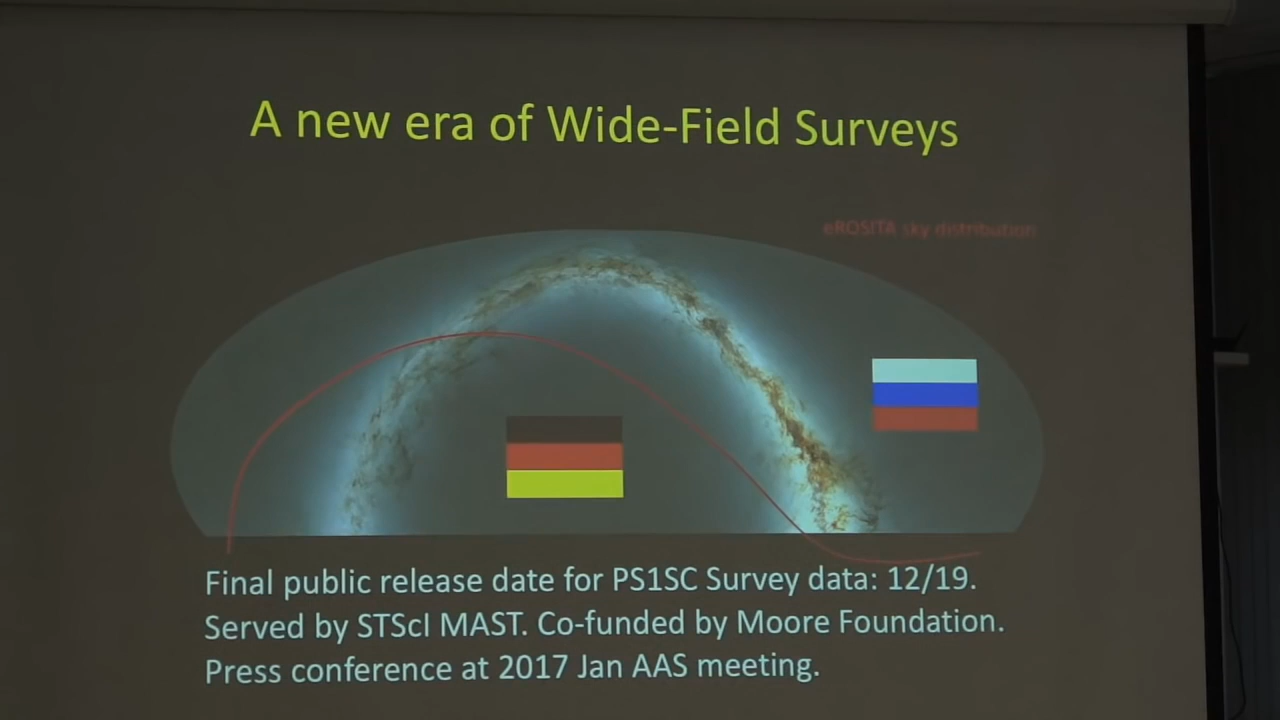 A new era of Wide-Field Surveys
eROSITA sky distribution
Final public release date for PS1SC Survey data: 12/19.
Served by STScI MAST. Co-funded by Moore Foundation.
Press conference at 2017 Jan AAS meeting.